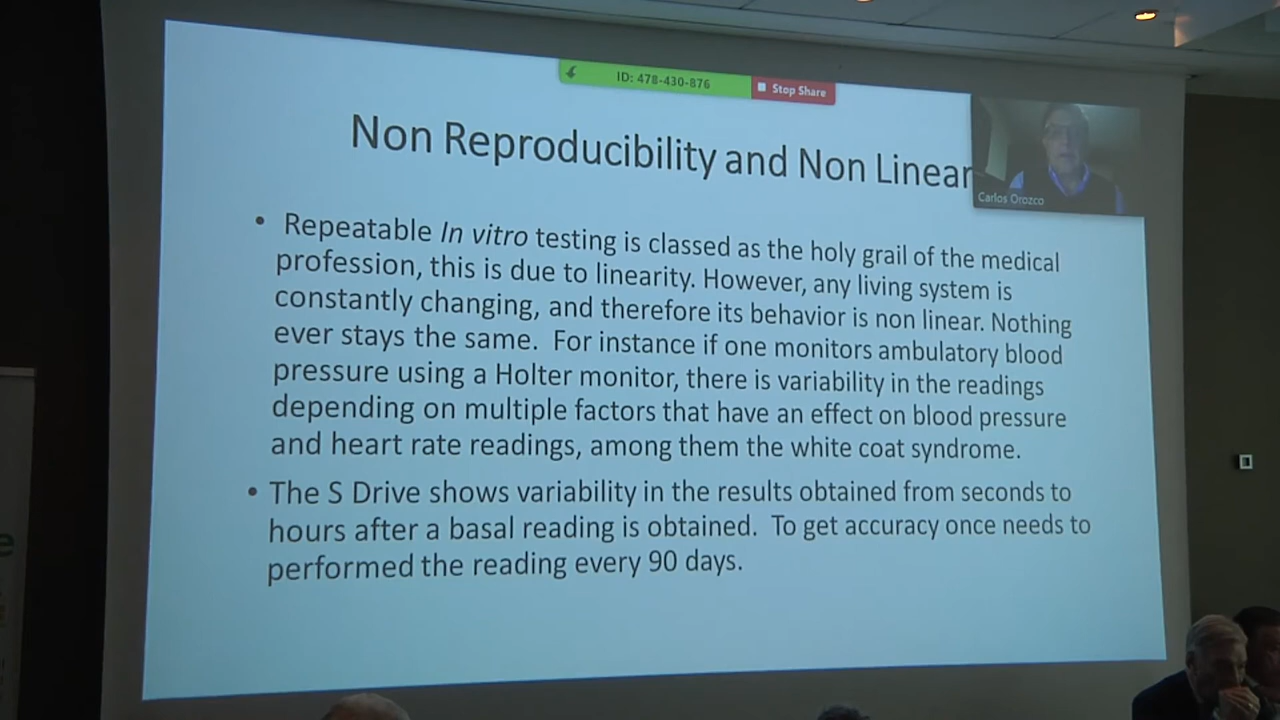 ID: 478-430-876
Stop Share
Non Reproducibility and Non Linear
Carlos Orozco
• Repeatable In vitro testing is classed as the holy grail of the medical
profession, this is due to linearity. However, any living system is
constantly changing, and therefore its behavior is non linear. Nothing
ever stays the same. For instance if one monitors ambulatory blood
pressure using a Holter monitor, there is variability in the readings
depending on multiple factors that have an effect on blood pressure
and heart rate readings, among them the white coat syndrome.
• The S Drive shows variability in the results obtained from seconds to
hours after a basal reading is obtained. To get accuracy once needs to
performed the reading every 90 days.